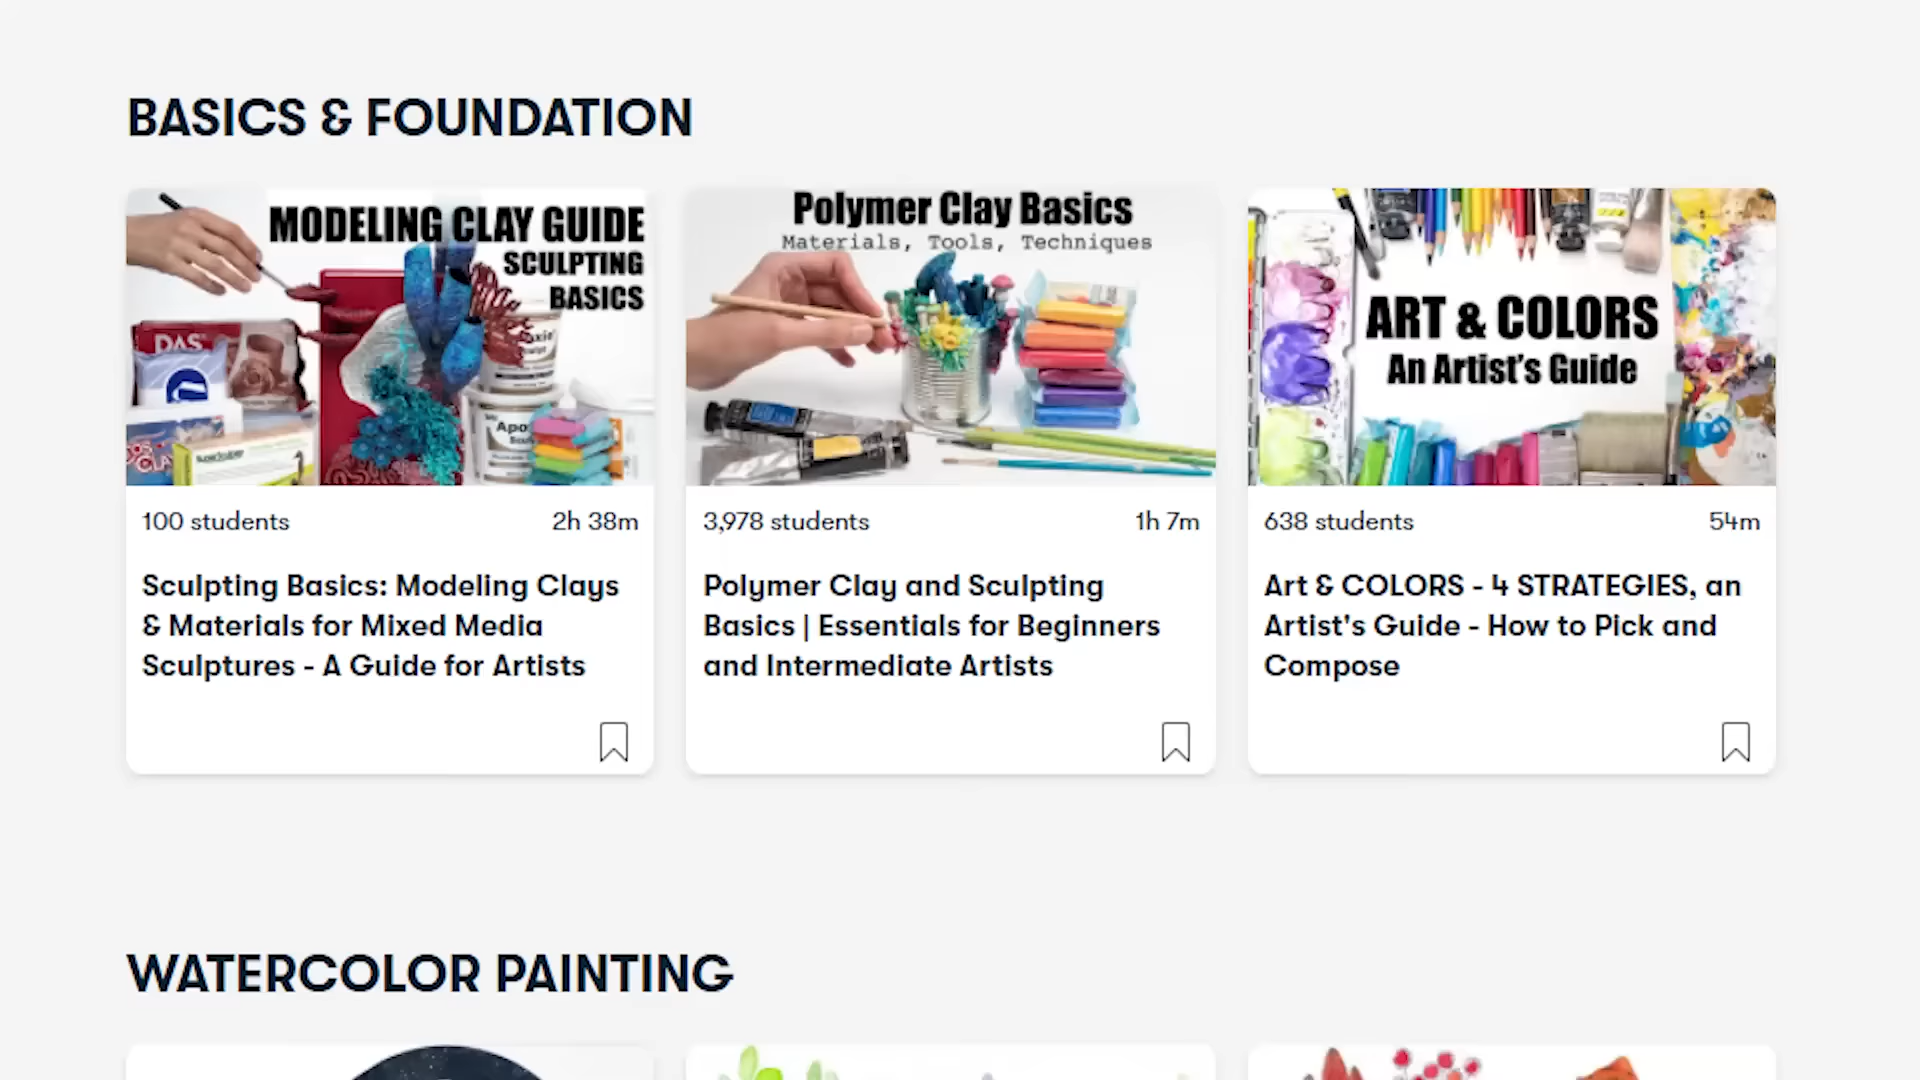 BASICS & FOUNDATION
MODELING CLAY GUIDE
SCULPTING
BASICS
DAS
100 students
2h 38m
Sculpting Basics: Modeling Clays
& Materials for Mixed Media
Sculptures - A Guide for Artists
Polymer Clay Basics
Materials, Tools, Techniques
3,978 students
1h 7m
Polymer Clay and Sculpting
Basics | Essentials for Beginners
and Intermediate Artists
ART & COLORS
An Artist's Guide
638 students
54m
Art & COLORS - 4 STRATEGIES, an
Artist's Guide - How to Pick and
Compose
WATERCOLOR PAINTING